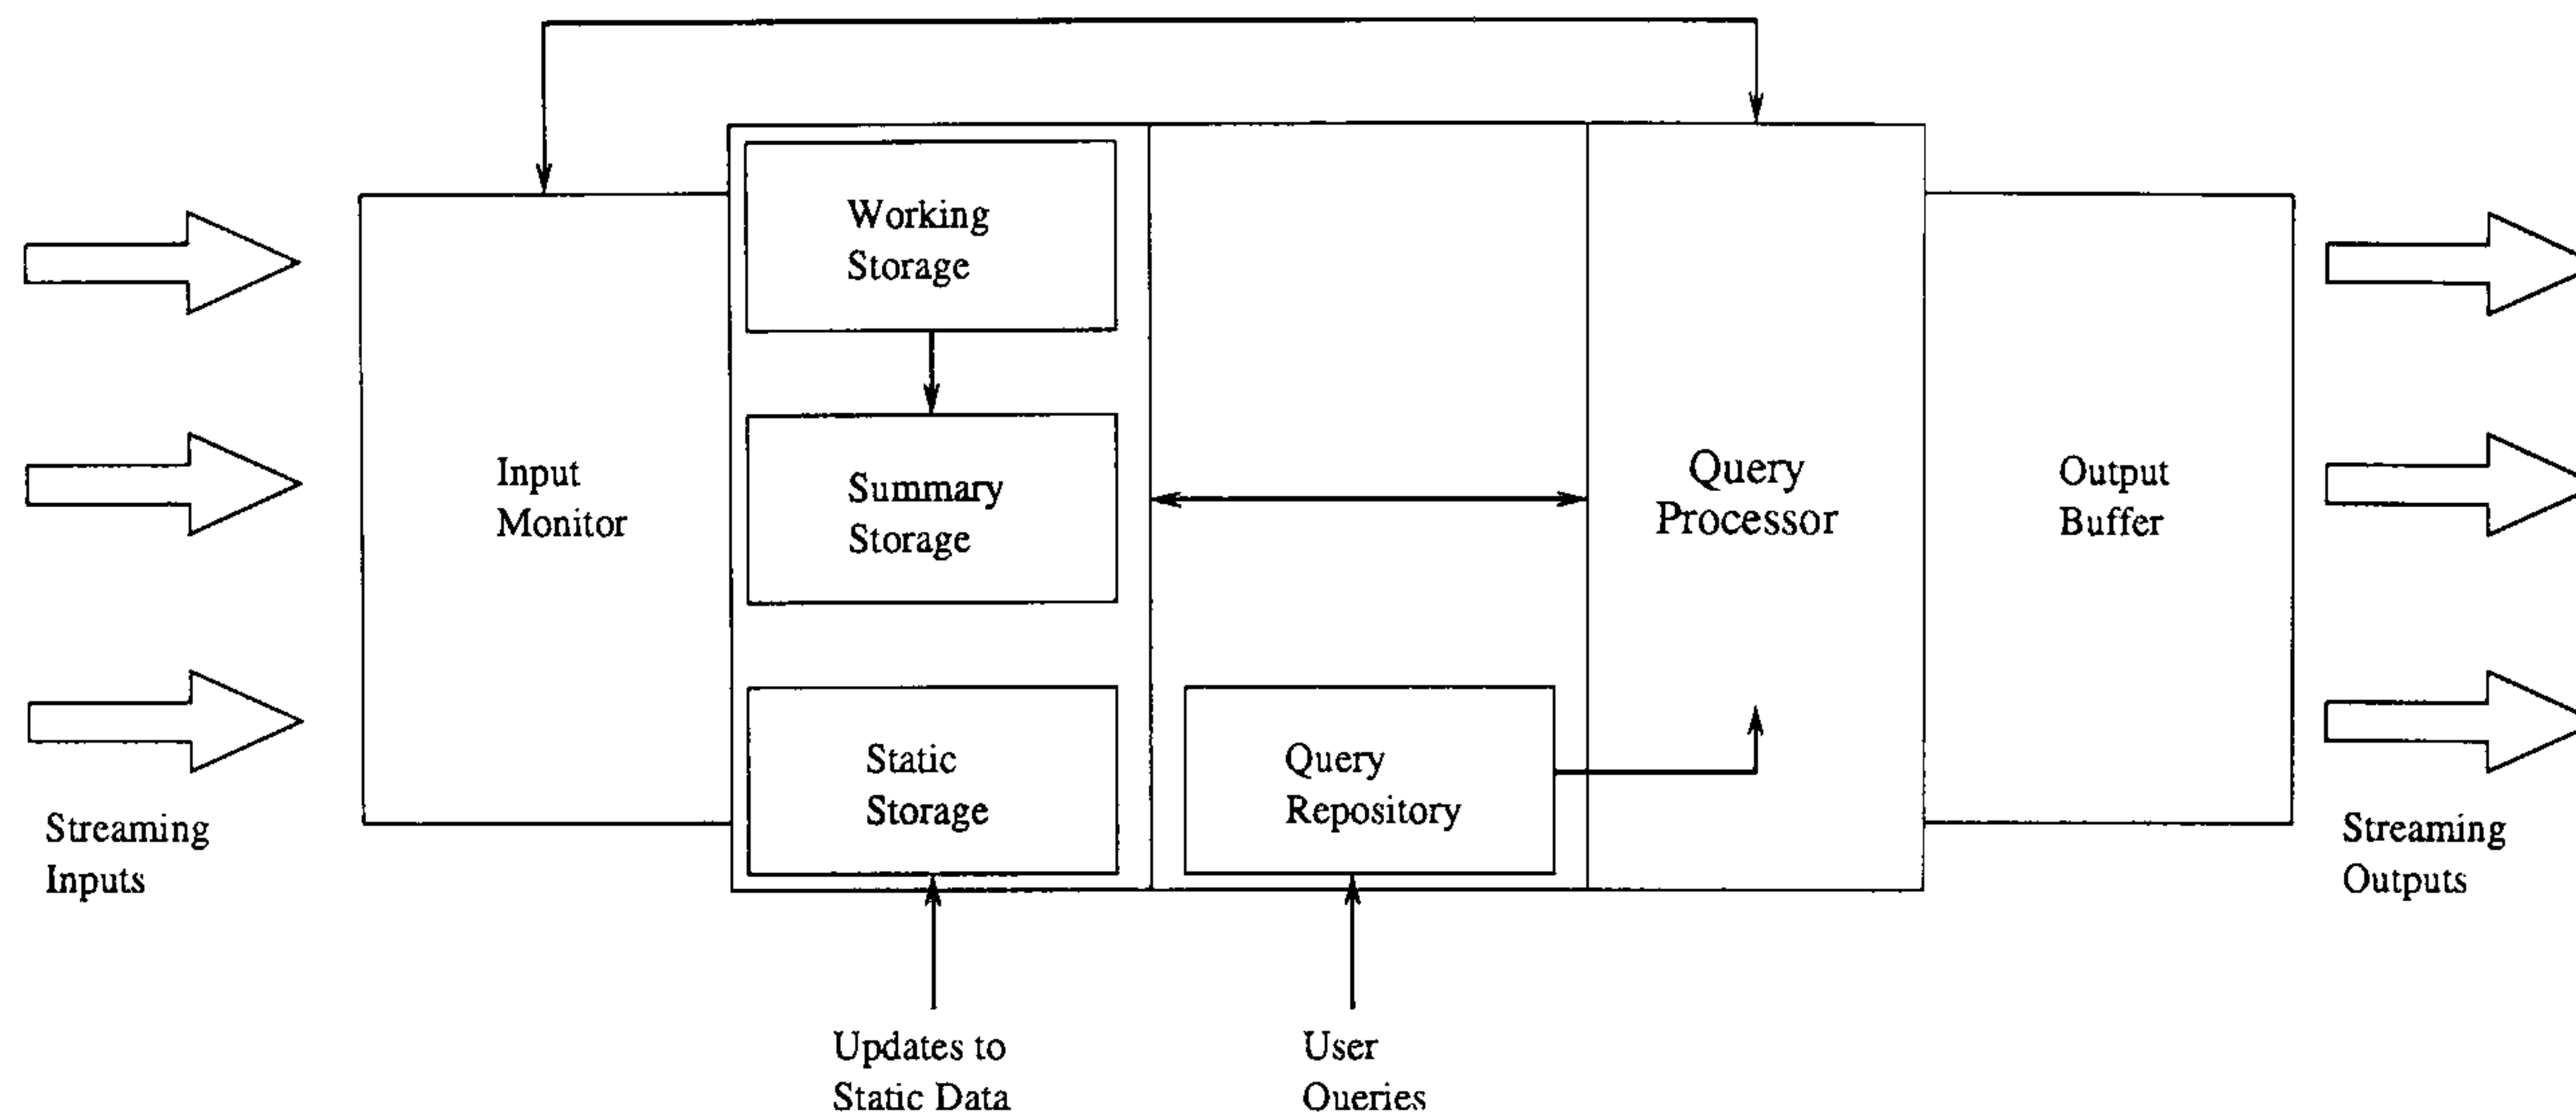 Working
Storage
Input
Monitor
Summary
Storage
Query
Processor
Output
Buffer
Static
Storage
Query
Repository
Streaming
Inputs
Streaming
Outputs
Updates to
Static Data
User
Queries